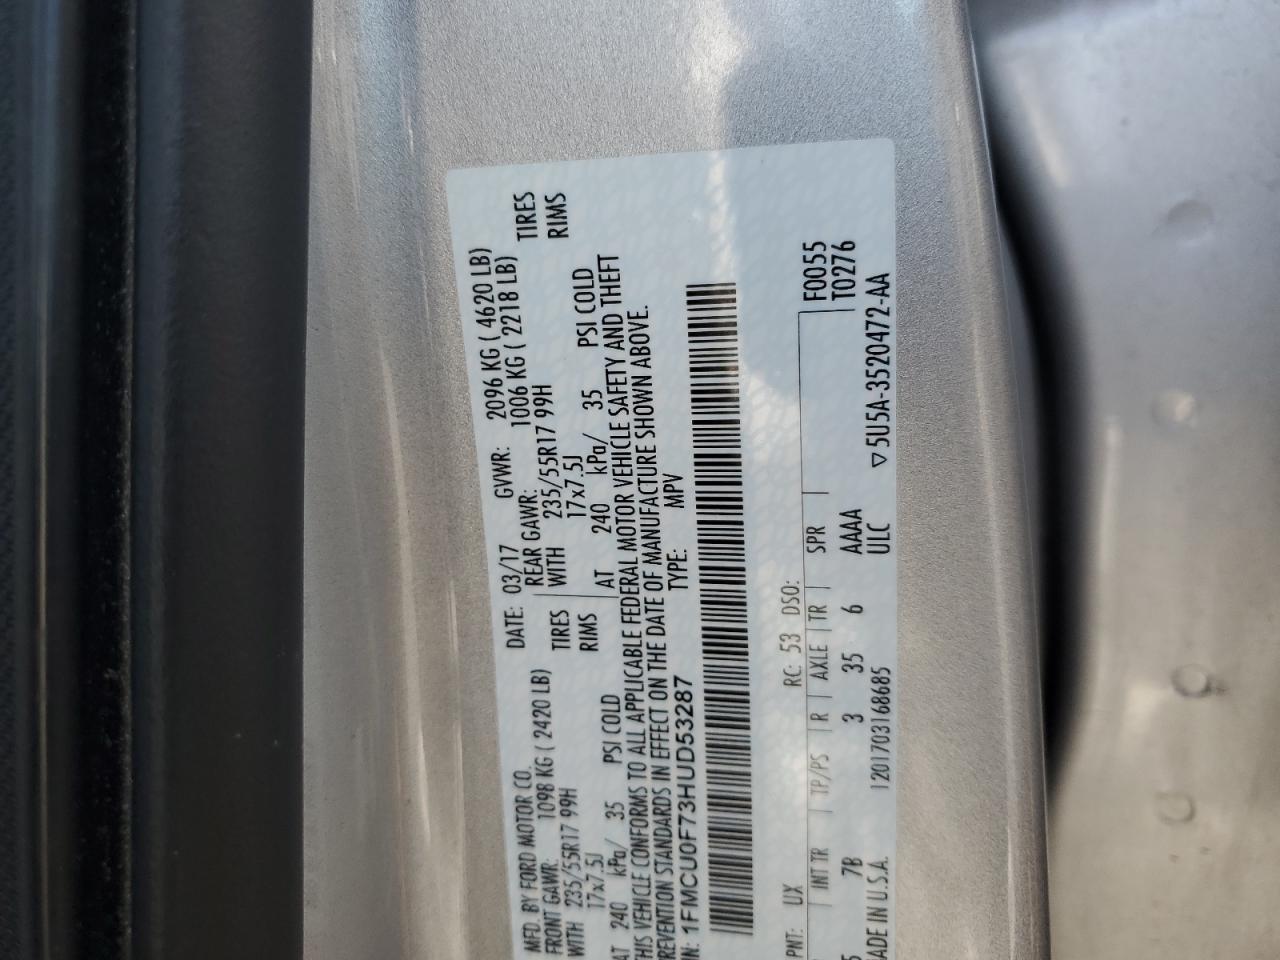 MFD. BY FORD MOTOR CO.
DATE: 03/17 GVWR: 2096 KG ( 4620 LB)
FRONT GAWR: 1098 KG ( 2420 LB) REAR GAWR: 1006 KG ( 2218 LB)
WITH 235/55R17 99H TIRES WITH 235/55R17 99H TIRES
17x7.5J RIMS 17x7.5J RIMS
AT 240 kPa/ 35 PSI COLD AT 240 kPa/ 35 PSI COLD
THIS VEHICLE CONFORMS TO ALL APPLICABLE FEDERAL MOTOR VEHICLE SAFETY AND THEFT
REVENTION STANDARDS IN EFFECT ON THE DATE OF MANUFACTURE SHOWN ABOVE.
IN: 1FMCU0F73HUD53287 TYPE: MPV
PNT: UX RC: 53 DSO:
INT TR TP/PS R AXLE TR SPR F0055
5 7B 3 35 6 AAAA T0276
ADE IN U.S.A. 1201703168685 ULC ▽5U5A-3520472-AA